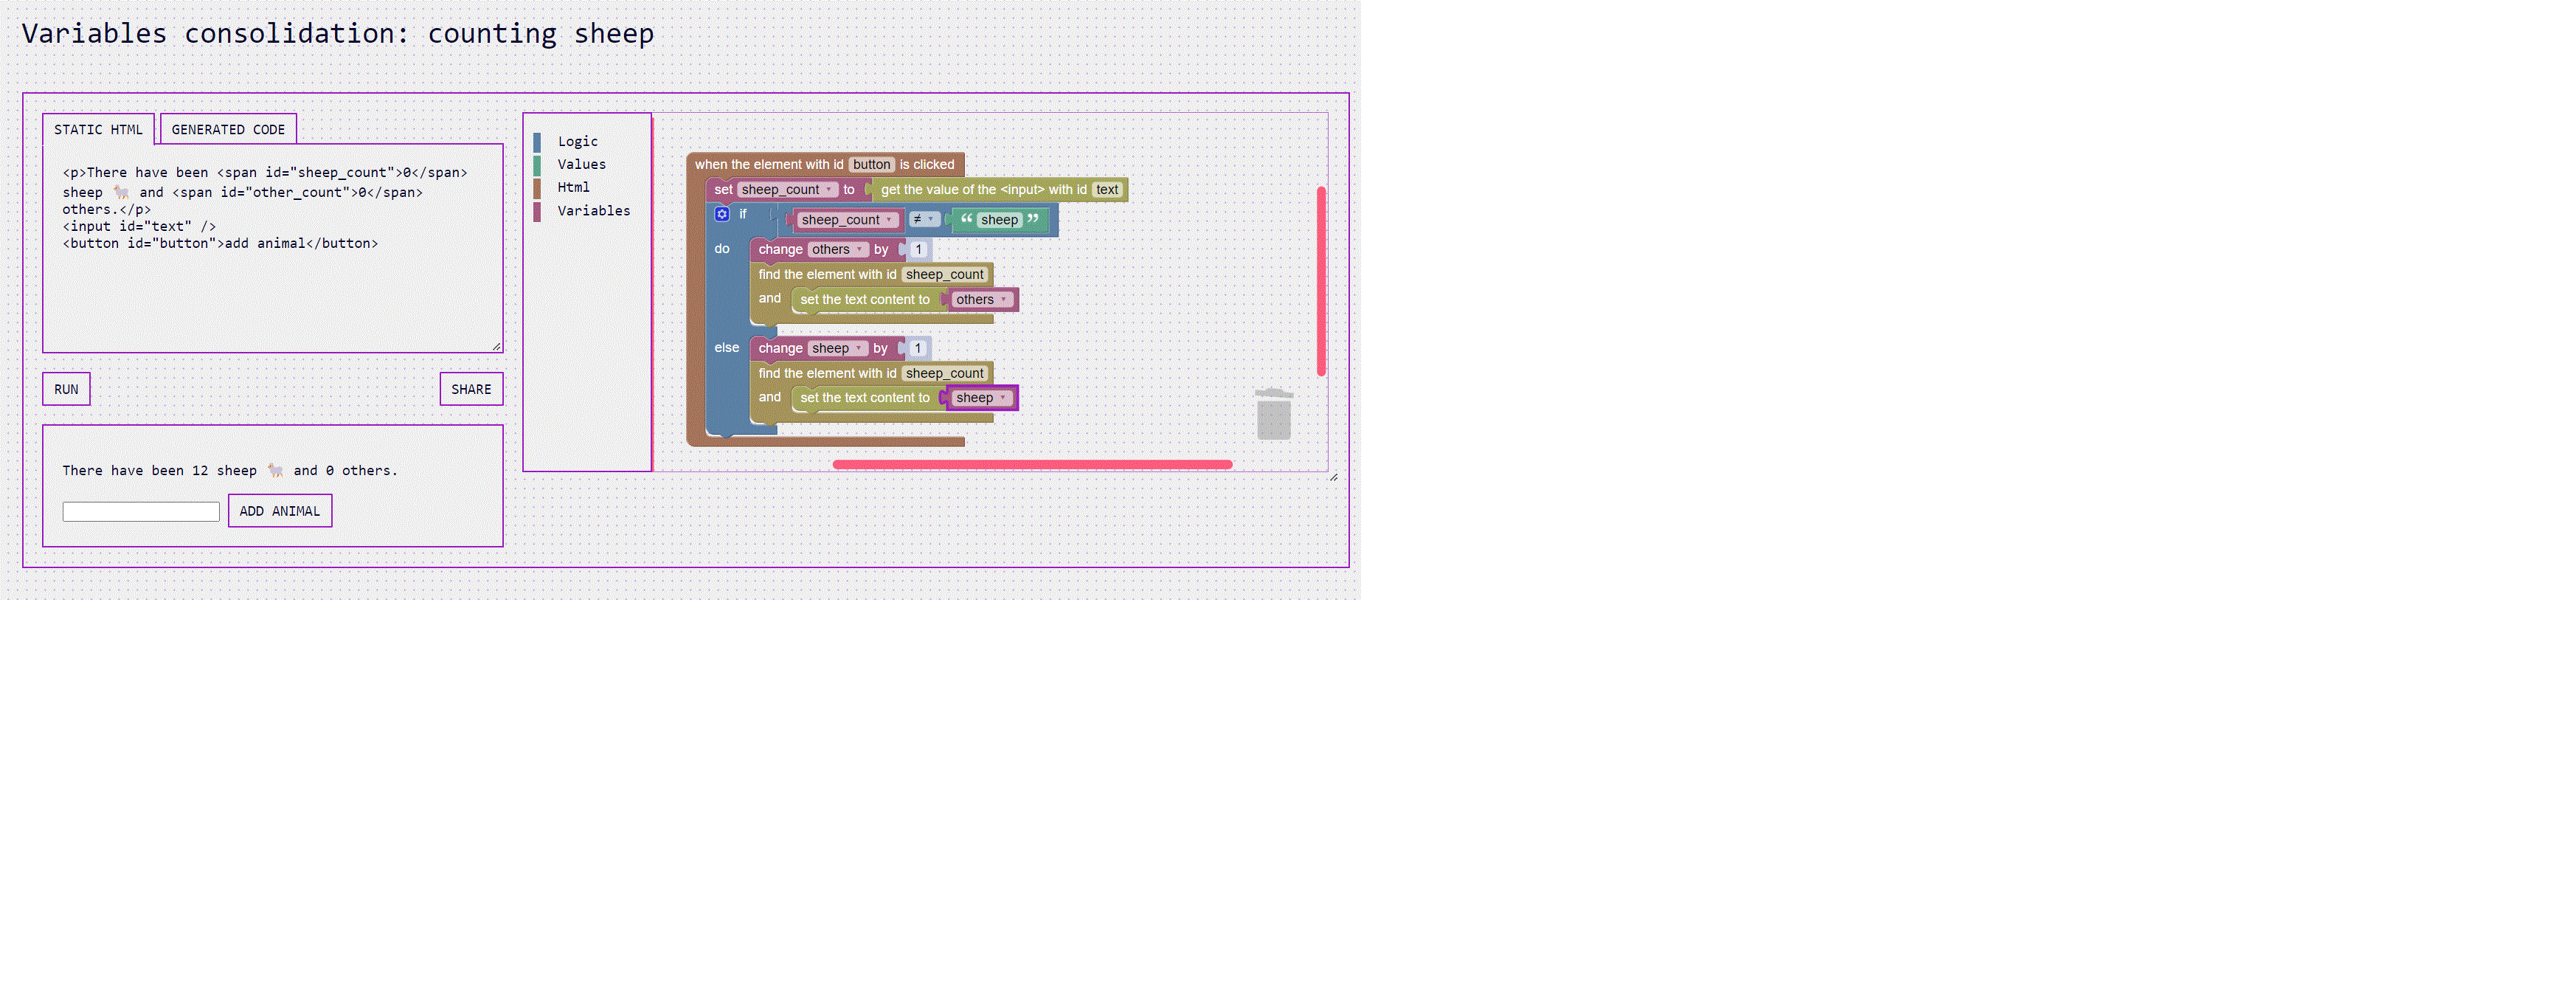 Variables consolidation: counting sheep
STATIC HTML
GENERATED CODE
<p>There have been <span id="sheep_count">0</span>
sheep 🐑 and <span id="other_count">0</span>
others.</p>
<input id="text" />
<button id="button">add animal</button>
RUN
SHARE
There have been 12 sheep 🐑 and 0 others.
ADD ANIMAL
Logic
Values
Html
Variables
when the element with id button is clicked
set sheep_count to get the value of the <input> with id text
if sheep_count ≠ “ sheep ”
do change others by 1
find the element with id sheep_count
and set the text content to others
else change sheep by 1
find the element with id sheep_count
and set the text content to sheep